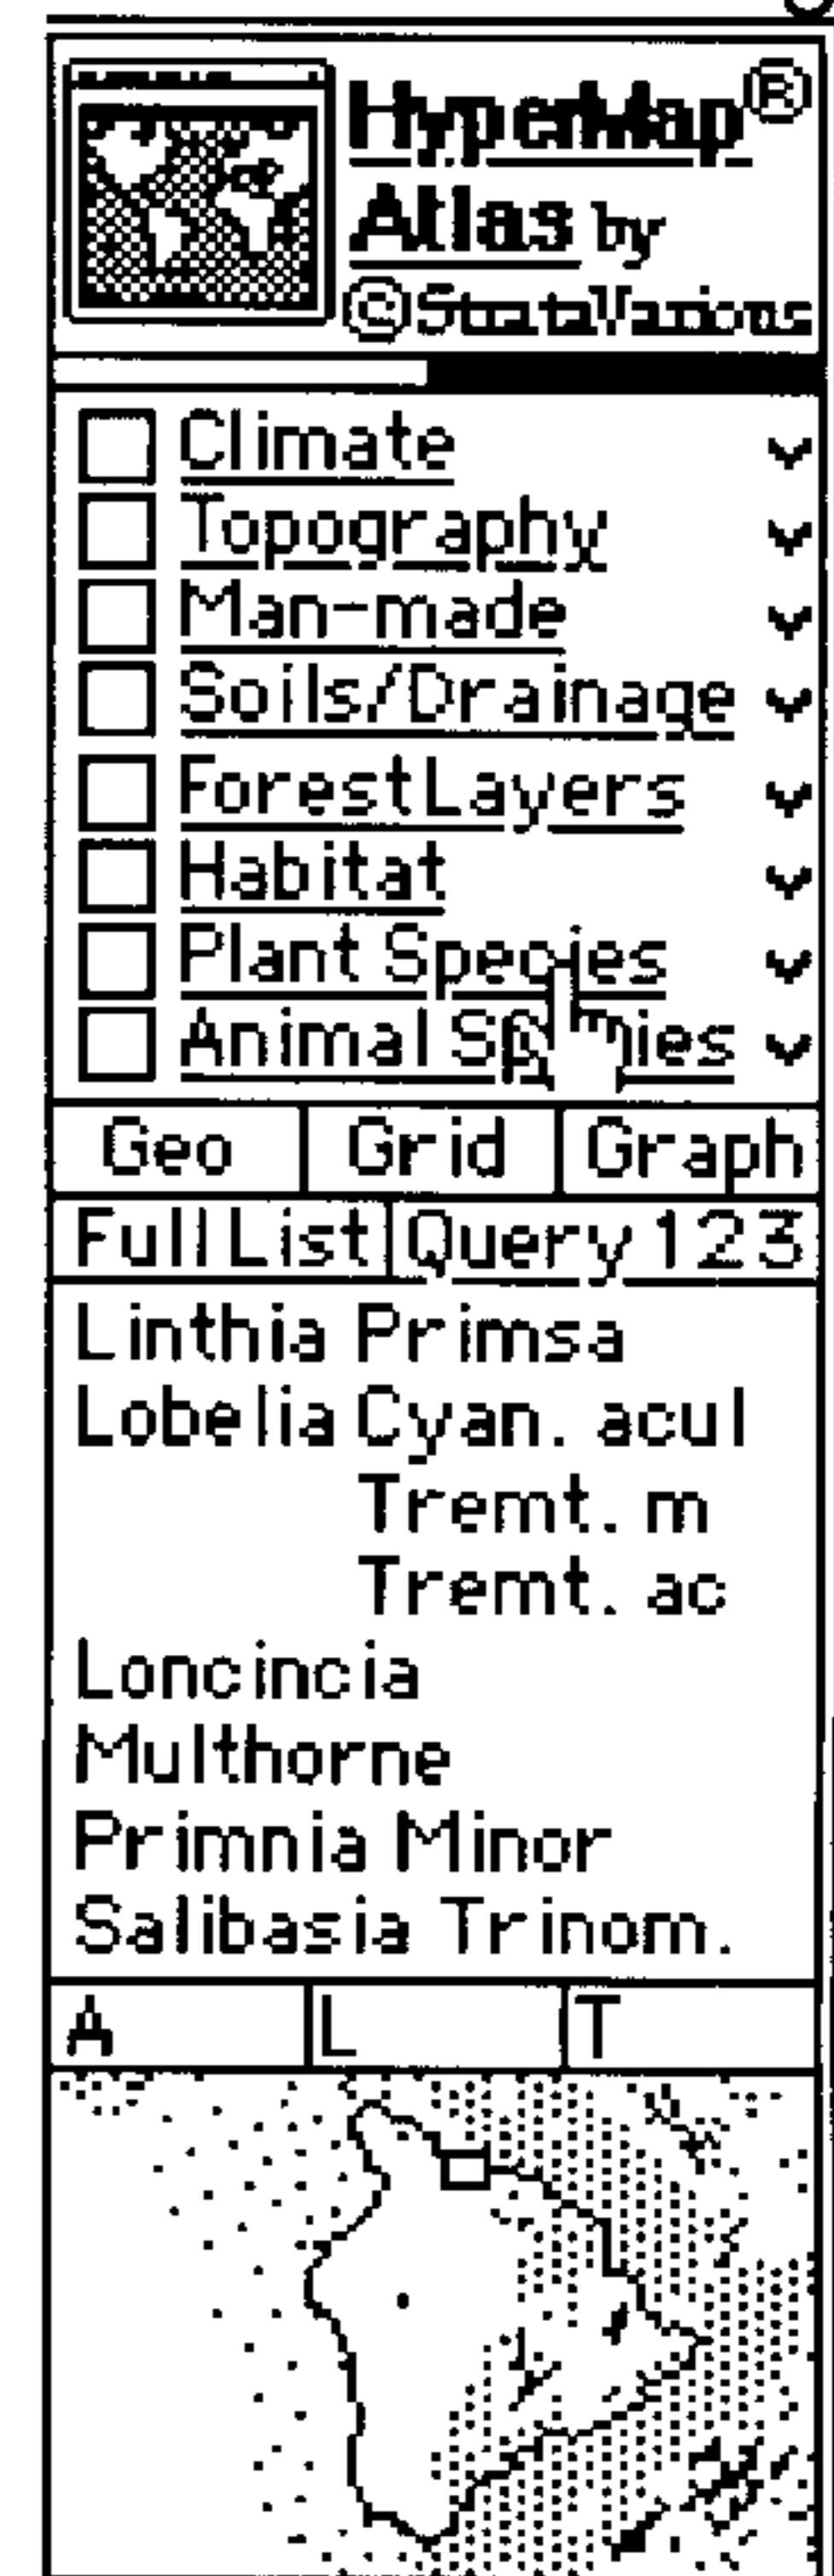 HyperMap®
Atlas by
©StrataVarious
Climate
Topography
Man-made
Soils/Drainage
ForestLayers
Habitat
Plant Species
Animal Species
Geo Grid Graph
Full List Query 123
Linthia Primsa
Lobelia Cyan. acul
Tremt. m
Tremt. ac
Loncincia
Multhorne
Primnia Minor
Salibasia Trinom.
A L T